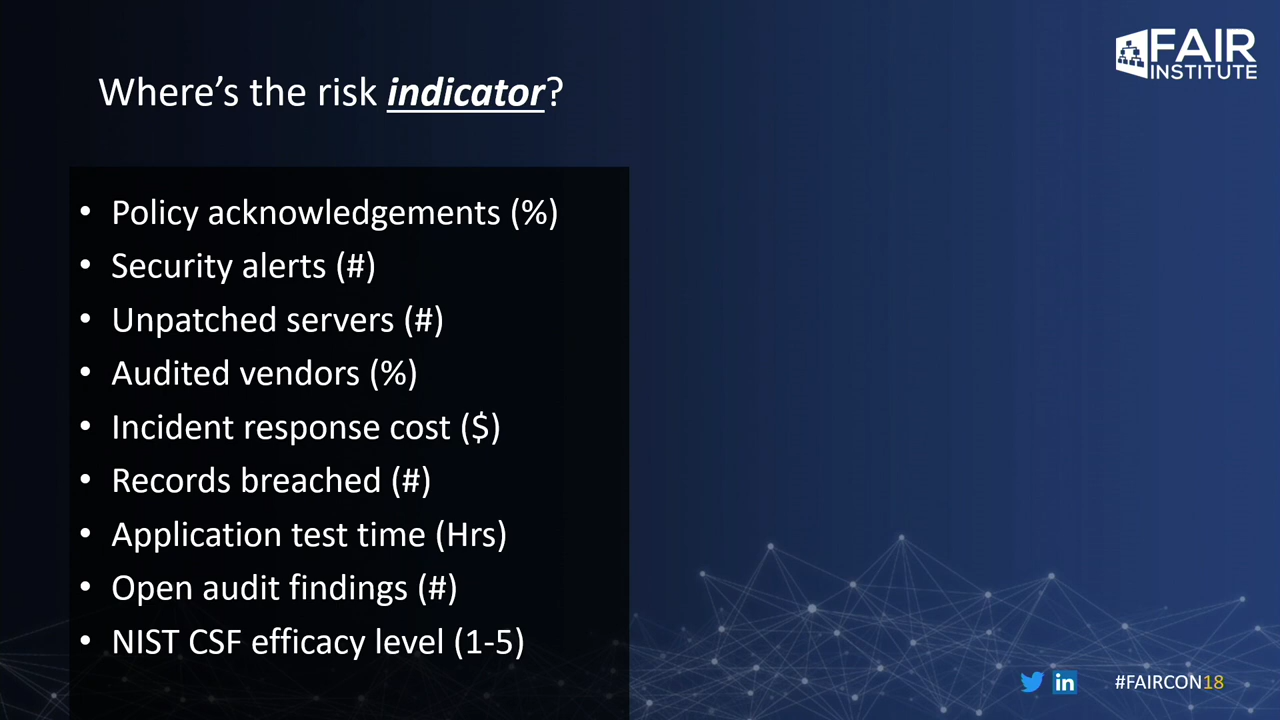 FAIR
INSTITUTE
Where's the risk indicator?
• Policy acknowledgements (%)
• Security alerts (#)
• Unpatched servers (#)
• Audited vendors (%)
• Incident response cost ($)
• Records breached (#)
• Application test time (Hrs)
• Open audit findings (#)
• NIST CSF efficacy level (1-5)
in
#FAIRCON18